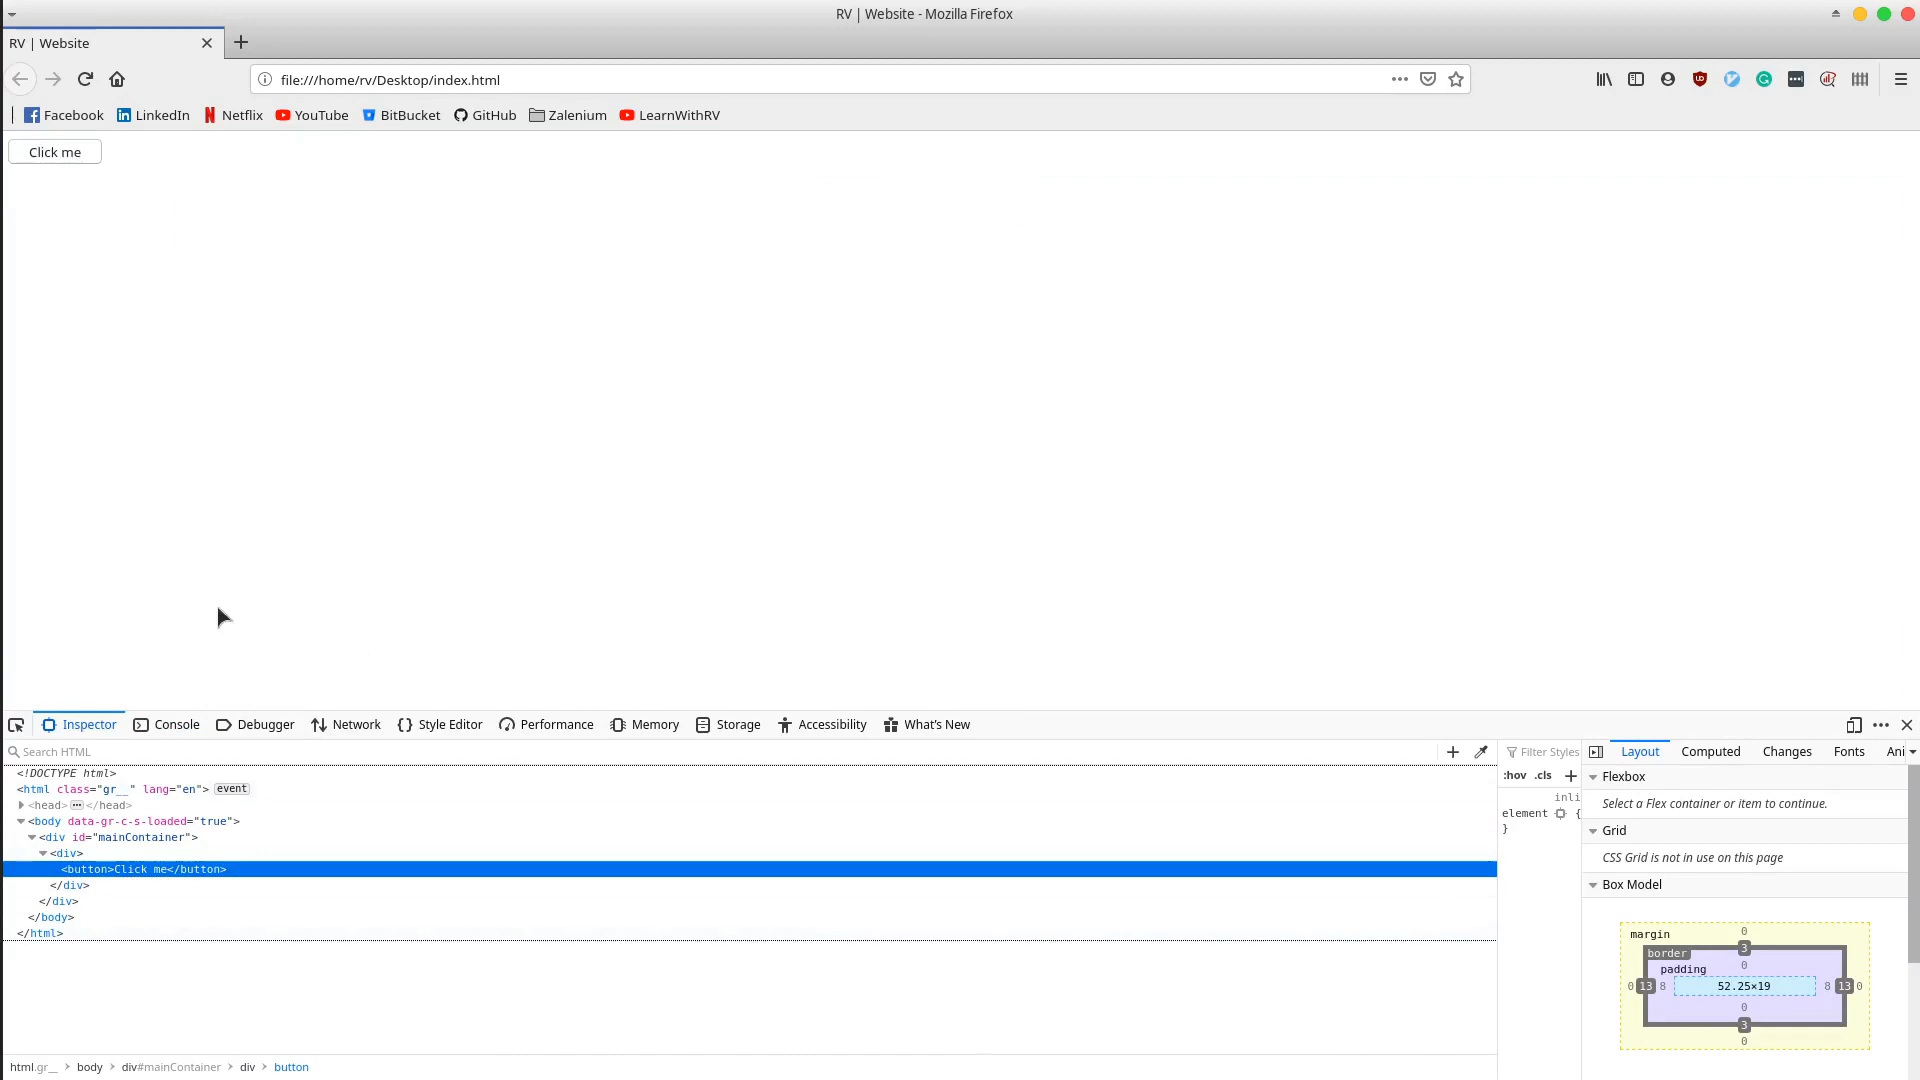 RV | Website - Mozilla Firefox
RV | Website
file:///home/rv/Desktop/index.html
Facebook LinkedIn Netflix YouTube BitBucket GitHub Zalenium LearnWithRV
Click me
Inspector Console Debugger Network Style Editor Performance Memory Storage Accessibility What's New
Search HTML
Filter Styles
Layout Computed Changes Fonts Ani
<!DOCTYPE html>
<html class="gr__" lang="en"> event
<head> ••• </head>
<body data-gr-c-s-loaded="true">
<div id="mainContainer">
<div>
<button>Click me</button>
</div>
</div>
</body>
</html>
:hov .cls
inli
element {
}
Flexbox
Select a Flex container or item to continue.
Grid
CSS Grid is not in use on this page
Box Model
margin 0
border 3
padding 0
0 13 8 52.25×19 8 13 0
0
3
0
html.gr__ body div#mainContainer div button